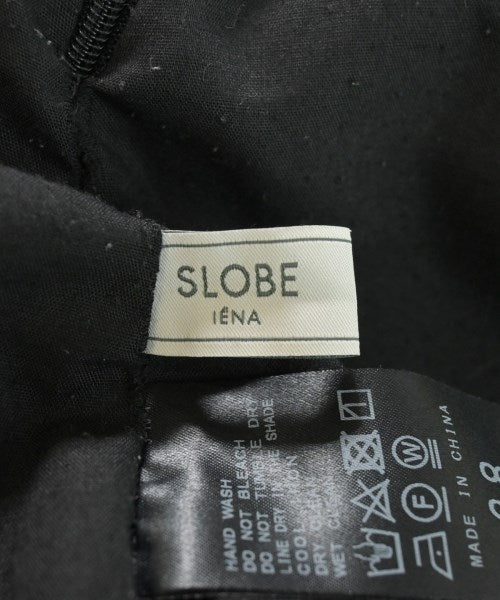 SLOBE
IÉNA
HAND WASH
DO NOT BLEACH
DO NOT TUMBLE DRY
LINE DRY IN THE SHADE
COOL IRON
DRY CLEAN
WET CLEAN
W
F
MADE IN CHINA